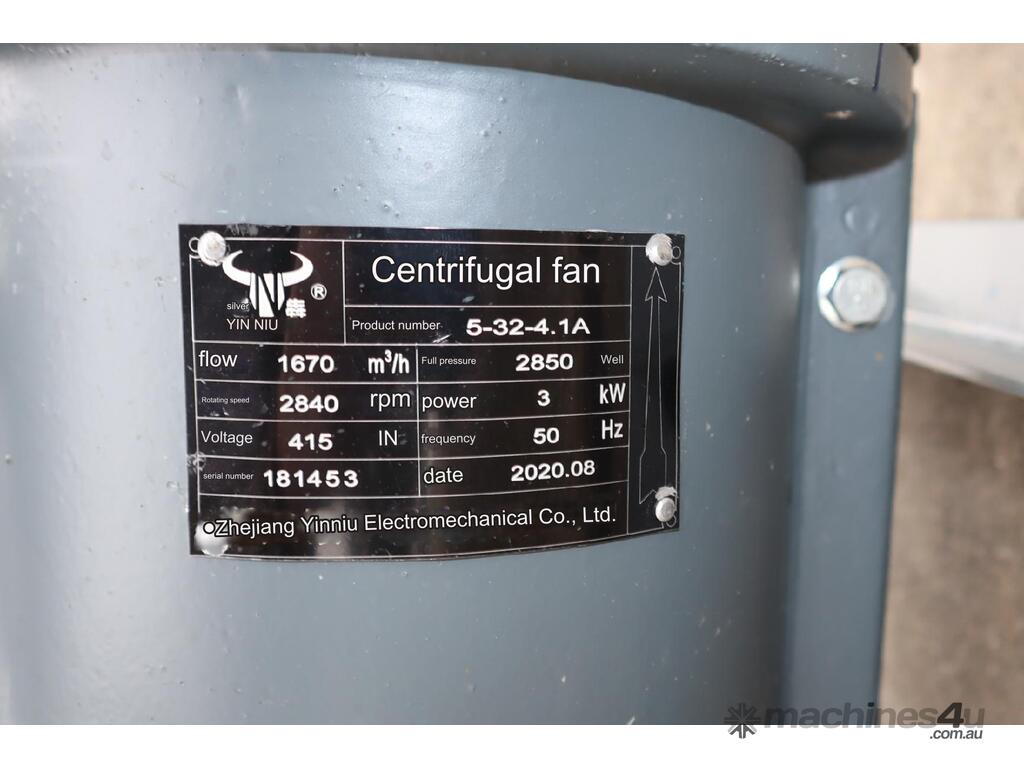 Centrifugal fan
silver N 犇 ®
YIN NIU
Product number 5-32-4.1A
flow 1670 m³/h Full pressure 2850 Well
Rotating speed 2840 rpm power 3 kW
Voltage 415 IN frequency 50 Hz
serial number 181453 date 2020.08
Zhejiang Yinniu Electromechanical Co., Ltd.
machines4u
.com.au